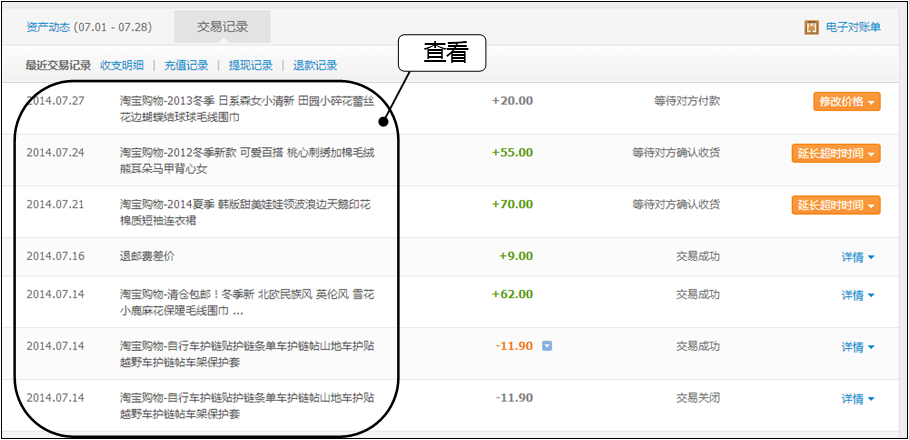 资产动态 (07.01 - 07.28) 交易记录 电子对账单
查看
最近交易记录 收支明细 | 充值记录 | 提现记录 | 退款记录
2014.07.27 淘宝购物-2013冬季 日系森女小清新 田园小碎花蕾丝 +20.00 等待对方付款 修改价格
花边蝴蝶结球球毛线围巾
2014.07.24 淘宝购物-2012冬季新款 可爱百搭 桃心刺绣加棉毛绒 +55.00 等待对方确认收货 延长超时时间
熊耳朵马甲背心女
2014.07.21 淘宝购物-2014夏季 韩版甜美娃娃领波浪边天鹅印花 +70.00 等待对方确认收货 延长超时时间
棉质短袖连衣裙
2014.07.16 退邮费差价 +9.00 交易成功 详情
2014.07.14 淘宝购物-清仓包邮！冬季新 北欧民族风 英伦风 雪花 +62.00 交易成功 详情
小鹿麻花保暖毛线围巾 ...
2014.07.14 淘宝购物-自行车护链贴护链条单车护链帖山地车护贴 -11.90 交易成功 详情
越野车护链帖车架保护套
2014.07.14 淘宝购物-自行车护链贴护链条单车护链帖山地车护贴 -11.90 交易关闭 详情
越野车护链帖车架保护套